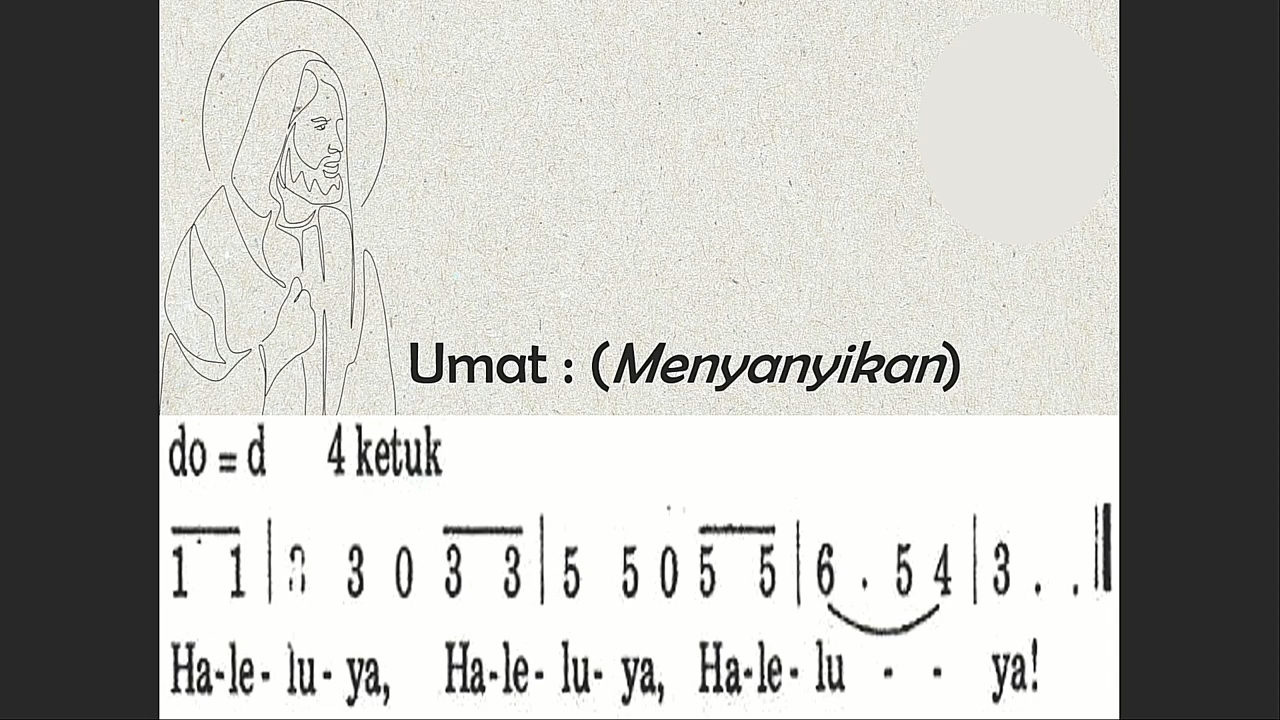 Umat : (Menyanyikan)
do = d 4 ketuk
1 1 | 3 3 0 3 3 | 5 5 0 5 5 | 6 . 5 4 | 3 . . ||
Ha-le- lu- ya, Ha-le- lu- ya, Ha-le- lu - - ya!